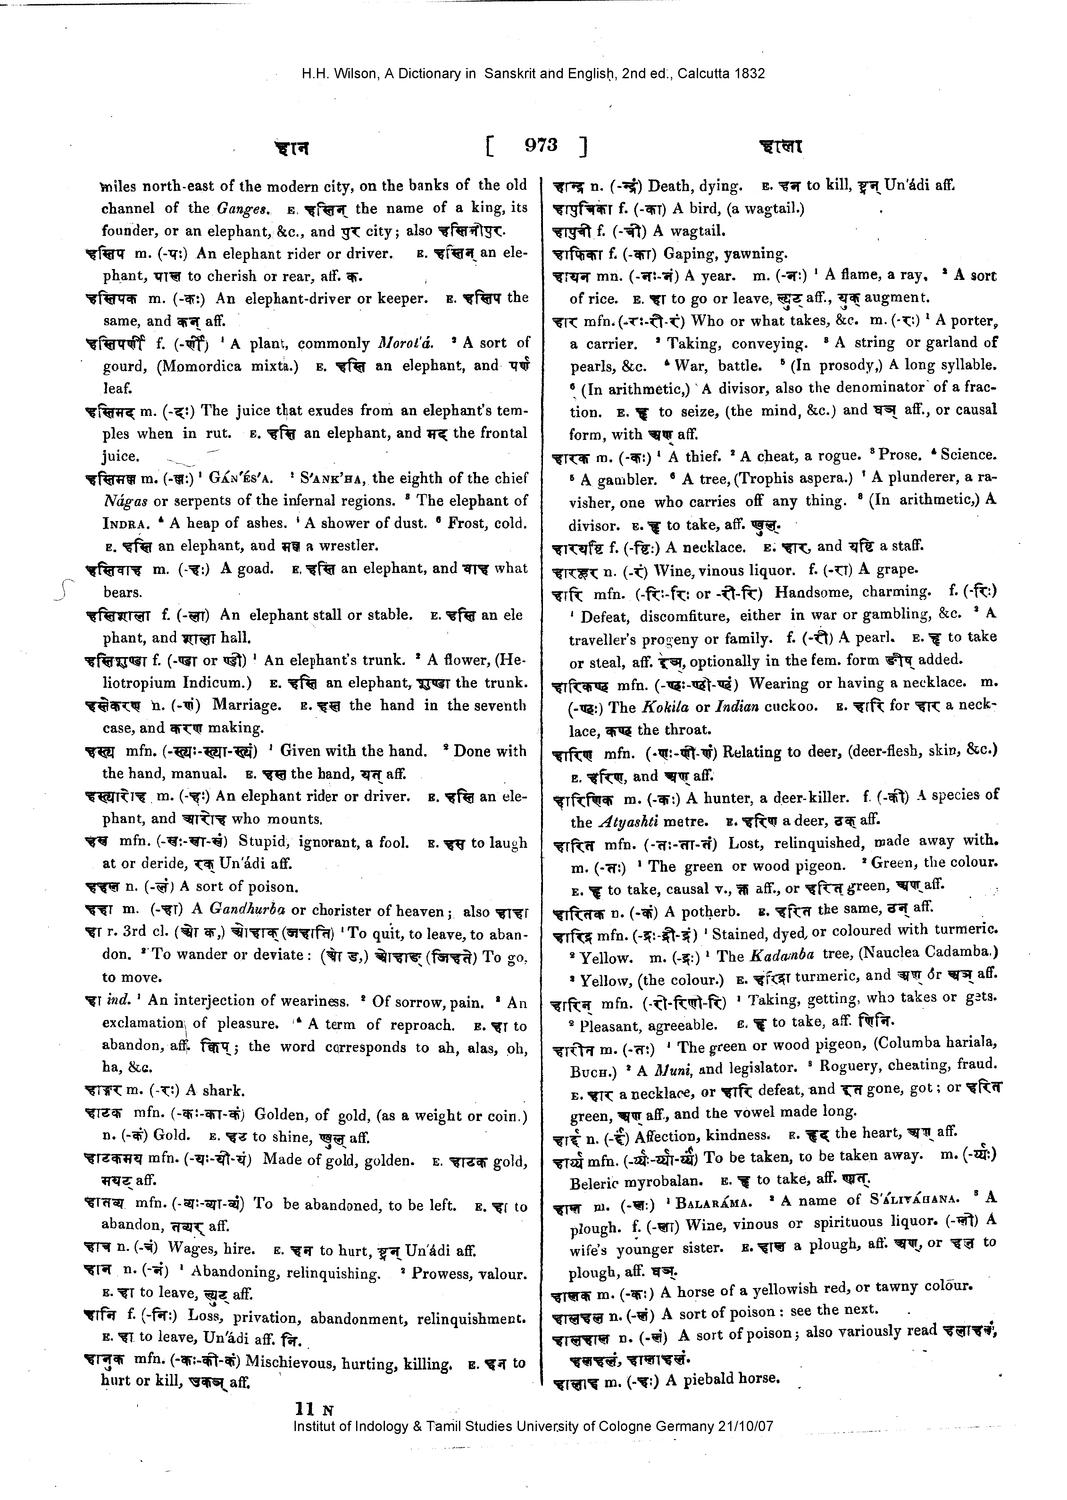 H.H. Wilson, A Dictionary in Sanskrit and English, 2nd ed., Calcutta 1832
हान [ 973 ] हाला
miles north-east of the modern city, on the banks of the old
channel of the Ganges. E. हस्तिन् the name of a king, its
founder, or an elephant, &c., and पुर city; also हस्तिनीपुर.
हस्तिप m. (-पः) An elephant rider or driver. E. हस्तिन् an ele-
phant, पाल to cherish or rear, aff. क.
हस्तिपक m. (-कः) An elephant-driver or keeper. E. हस्तिप the
same, and कन् aff.
हस्तिपर्णी f. (-र्णी) ¹ A plant, commonly Morot'á. ² A sort of
gourd, (Momordica mixta.) E. हस्ति an elephant, and पर्ण
leaf.
हस्तिमद m. (-दः) The juice that exudes from an elephant's tem-
ples when in rut. E. हस्ति an elephant, and मद the frontal
juice.
हस्तिमल्ल m. (-ल्लः) ¹ GÁN'ÉS'A. ² S'ANK'HA, the eighth of the chief
Nágas or serpents of the infernal regions. ³ The elephant of
INDRA. ⁴ A heap of ashes. ⁵ A shower of dust. ⁶ Frost, cold.
E. हस्ति an elephant, and मल्ल a wrestler.
हस्तिवाह m. (-हः) A goad. E. हस्ति an elephant, and वाह what
bears.
हस्तिशाला f. (-ला) An elephant stall or stable. E. हस्ति an ele
phant, and शाला hall.
हस्तिशुण्डा f. (-ण्डा or ण्डी) ¹ An elephant's trunk. ² A flower, (He-
liotropium Indicum.) E. हस्ति an elephant, शुण्डा the trunk.
हस्तेकरण n. (-णं) Marriage. E. हस्त the hand in the seventh
case, and करण making.
हस्त्य mfn. (-स्त्यः-स्त्या-स्त्यं) ¹ Given with the hand. ² Done with
the hand, manual. E. हस्त the hand, यत् aff.
हस्त्यारोह m. (-हः) An elephant rider or driver. E. हस्ति an ele-
phant, and आरोह who mounts.
हस्र mfn. (-स्रः-स्रा-स्रं) Stupid, ignorant, a fool. E. हस to laugh
at or deride, रक् Un'ádi aff.
हहल n. (-लं) A sort of poison.
हहा m. (-हा) A Gandhurba or chorister of heaven; also हाहा
हा r. 3rd cl. (ओ क,) ओहाक् (जहाति) ¹ To quit, to leave, to aban-
don. ² To wander or deviate: (ओ ङ,) ओहाङ् (जिहीते) To go,
to move.
हा ind. ¹ An interjection of weariness. ² Of sorrow, pain. ³ An
exclamation of pleasure. ⁴ A term of reproach. E. हा to
abandon, aff. क्विप्; the word corresponds to ah, alas, oh,
ha, &c.
हाङ्गर m. (-रः) A shark.
हाटक mfn. (-कः-का-कं) Golden, of gold, (as a weight or coin.)
n. (-कं) Gold. E. हट to shine, ण्वुल् aff.
हाटकमय mfn. (-यः-यी-यं) Made of gold, golden. E. हाटक gold,
मयट् aff.
हातव्य mfn. (-व्यः-व्या-व्यं) To be abandoned, to be left. E. हा to
abandon, तव्यर् aff.
हात्र n. (-त्रं) Wages, hire. E. हन to hurt, ष्ट्रन् Un'ádi aff.
हान n. (-नं) ¹ Abandoning, relinquishing. ² Prowess, valour.
E. हा to leave, ल्युट् aff.
हानि f. (-निः) Loss, privation, abandonment, relinquishment.
E. हा to leave, Un'ádi aff. नि.
हानुक mfn. (-कः-की-कं) Mischievous, hurting, killing. E. हन to
hurt or kill, उकञ् aff.
हान्द्र n. (-न्द्रं) Death, dying. E. हन to kill, ष्ट्रन् Un'ádi aff.
हापुत्रिका f. (-का) A bird, (a wagtail.)
हापुत्री f. (-त्री) A wagtail.
हाफिका f. (-का) Gaping, yawning.
हायन mn. (-नः-नं) A year. m. (-नः) ¹ A flame, a ray. ² A sort
of rice. E. हा to go or leave, ल्युट् aff., युक् augment.
हार mfn. (-रः-री-रं) Who or what takes, &c. m. (-रः) ¹ A porter,
a carrier. ² Taking, conveying. ³ A string or garland of
pearls, &c. ⁴ War, battle. ⁵ (In prosody,) A long syllable.
⁶ (In arithmetic,) A divisor, also the denominator of a frac-
tion. E. हृ to seize, (the mind, &c.) and घञ् aff., or causal
form, with अण् aff.
हारक m. (-कः) ¹ A thief. ² A cheat, a rogue. ³ Prose. ⁴ Science.
⁵ A gambler. ⁶ A tree, (Trophis aspera.) ⁷ A plunderer, a ra-
visher, one who carries off any thing. ⁸ (In arithmetic,) A
divisor. E. हृ to take, aff. ण्वुल्.
हारयष्टि f. (-ष्टिः) A necklace. E. हार, and यष्टि a staff.
हारहूर n. (-रं) Wine, vinous liquor. f. (-रा) A grape.
हारि mfn. (-रिः-रिः or -री-रि) Handsome, charming. f. (-रिः)
¹ Defeat, discomfiture, either in war or gambling, &c. ² A
traveller's progeny or family. f. (-री) A pearl. E. हृ to take
or steal, aff. इञ्, optionally in the fem. form ङीप् added.
हारिकण्ठ mfn. (-ण्ठः-ण्ठी-ण्ठं) Wearing or having a necklace. m.
(-ण्ठः) The Kokila or Indian cuckoo. E. हारि for हार a neck-
lace, कण्ठ the throat.
हारिण mfn. (-णः-णी-णं) Relating to deer, (deer-flesh, skin, &c.)
E. हरिण, and अण् aff.
हारिणिक m. (-कः) A hunter, a deer-killer. f. (-की) A species of
the Atyashti metre. E. हरिण a deer, ठक् aff.
हारित mfn. (-तः-ता-तं) Lost, relinquished, made away with.
m. (-तः) ¹ The green or wood pigeon. ² Green, the colour.
E. हृ to take, causal v., क्त aff., or हरित् green, अण् aff.
हारितक n. (-कं) A potherb. E. हरित the same, ठन् aff.
हारिद्र mfn. (-द्रः-द्री-द्रं) ¹ Stained, dyed, or coloured with turmeric.
² Yellow. m. (-द्रः) ¹ The Kadamba tree, (Nauclea Cadamba.)
² Yellow, (the colour.) E. हरिद्रा turmeric, and अण् or अञ् aff.
हारिन् mfn. (-री-रिणी-रि) ¹ Taking, getting, who takes or gets.
² Pleasant, agreeable. E. हृ to take, aff. णिनि.
हारीत m. (-तः) ¹ The green or wood pigeon, (Columba hariala,
BUCH.) ² A Muni, and legislator. ³ Roguery, cheating, fraud.
E. हार a necklace, or हारि defeat, and इत gone, got; or हरित
green, अण् aff., and the vowel made long.
हार्द n. (-र्दं) Affection, kindness. E. हृद् the heart, अण् aff.
हार्य्य mfn. (-र्य्यः-र्य्या-र्य्यं) To be taken, to be taken away. m. (-र्य्यः)
Beleric myrobalan. E. हृ to take, aff. ण्यत्.
हाल m. (-लः) ¹ BALARÁMA. ² A name of S'ÁLIVÁHANA. ³ A
plough. f. (-ला) Wine, vinous or spirituous liquor. (-ली) A
wife's younger sister. E. हाल a plough, aff. अण्, or हल to
plough, aff. घञ्.
हालक m. (-कः) A horse of a yellowish red, or tawny colour.
हालहल n. (-लं) A sort of poison: see the next.
हालहाल n. (-लं) A sort of poison; also variously read हलाहलं,
हलहलं, हालाहलं.
हालाह m. (-हः) A piebald horse.
11 N
Institut of Indology & Tamil Studies University of Cologne Germany 21/10/07